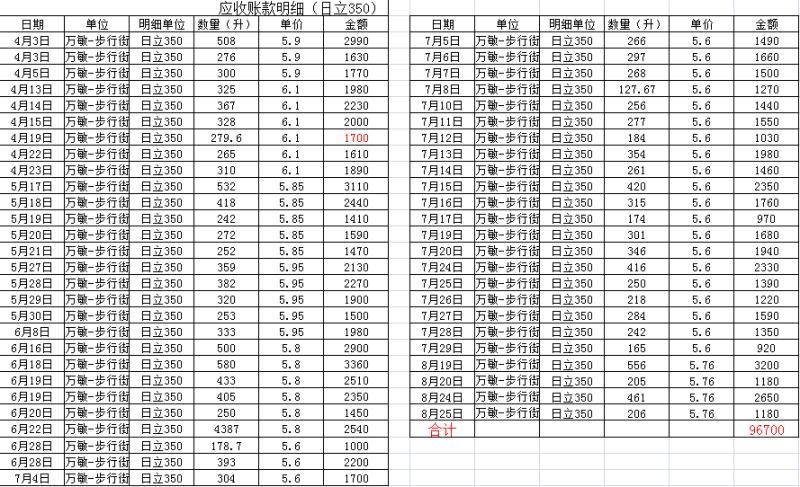 应收账款明细（日立350）
日期 单位 明细单位 数量（升） 单价 金额
4月3日 万敏-步行街 日立350 508 5.9 2990
4月3日 万敏-步行街 日立350 276 5.9 1630
4月5日 万敏-步行街 日立350 300 5.9 1770
4月13日 万敏-步行街 日立350 325 6.1 1980
4月14日 万敏-步行街 日立350 367 6.1 2230
4月15日 万敏-步行街 日立350 328 6.1 2000
4月19日 万敏-步行街 日立350 279.6 6.1 1700
4月22日 万敏-步行街 日立350 265 6.1 1610
4月23日 万敏-步行街 日立350 310 6.1 1890
5月17日 万敏-步行街 日立350 532 5.85 3110
5月18日 万敏-步行街 日立350 418 5.85 2440
5月19日 万敏-步行街 日立350 242 5.85 1410
5月20日 万敏-步行街 日立350 272 5.85 1590
5月21日 万敏-步行街 日立350 252 5.85 1470
5月27日 万敏-步行街 日立350 359 5.95 2130
5月28日 万敏-步行街 日立350 382 5.95 2270
5月29日 万敏-步行街 日立350 320 5.95 1900
5月30日 万敏-步行街 日立350 253 5.95 1500
6月8日 万敏-步行街 日立350 333 5.95 1980
6月16日 万敏-步行街 日立350 500 5.8 2900
6月18日 万敏-步行街 日立350 580 5.8 3360
6月19日 万敏-步行街 日立350 433 5.8 2510
6月19日 万敏-步行街 日立350 405 5.8 2350
6月20日 万敏-步行街 日立350 250 5.8 1450
6月22日 万敏-步行街 日立350 4387 5.8 2540
6月28日 万敏-步行街 日立350 178.7 5.6 1000
6月28日 万敏-步行街 日立350 393 5.6 2200
7月4日 万敏-步行街 日立350 304 5.6 1700
日期 单位 明细单位 数量（升） 单价 金额
7月5日 万敏-步行街 日立350 266 5.6 1490
7月6日 万敏-步行街 日立350 297 5.6 1660
7月7日 万敏-步行街 日立350 268 5.6 1500
7月8日 万敏-步行街 日立350 127.67 5.6 1270
7月10日 万敏-步行街 日立350 256 5.6 1440
7月11日 万敏-步行街 日立350 277 5.6 1550
7月12日 万敏-步行街 日立350 184 5.6 1030
7月13日 万敏-步行街 日立350 354 5.6 1980
7月14日 万敏-步行街 日立350 261 5.6 1460
7月15日 万敏-步行街 日立350 420 5.6 2350
7月16日 万敏-步行街 日立350 315 5.6 1760
7月17日 万敏-步行街 日立350 174 5.6 970
7月19日 万敏-步行街 日立350 301 5.6 1680
7月20日 万敏-步行街 日立350 346 5.6 1940
7月24日 万敏-步行街 日立350 416 5.6 2330
7月25日 万敏-步行街 日立350 250 5.6 1390
7月26日 万敏-步行街 日立350 218 5.6 1220
7月27日 万敏-步行街 日立350 284 5.6 1590
7月28日 万敏-步行街 日立350 242 5.6 1350
7月29日 万敏-步行街 日立350 165 5.6 920
8月19日 万敏-步行街 日立350 556 5.76 3200
8月20日 万敏-步行街 日立350 205 5.76 1180
8月24日 万敏-步行街 日立350 461 5.76 2650
8月25日 万敏-步行街 日立350 206 5.76 1180
合计 96700